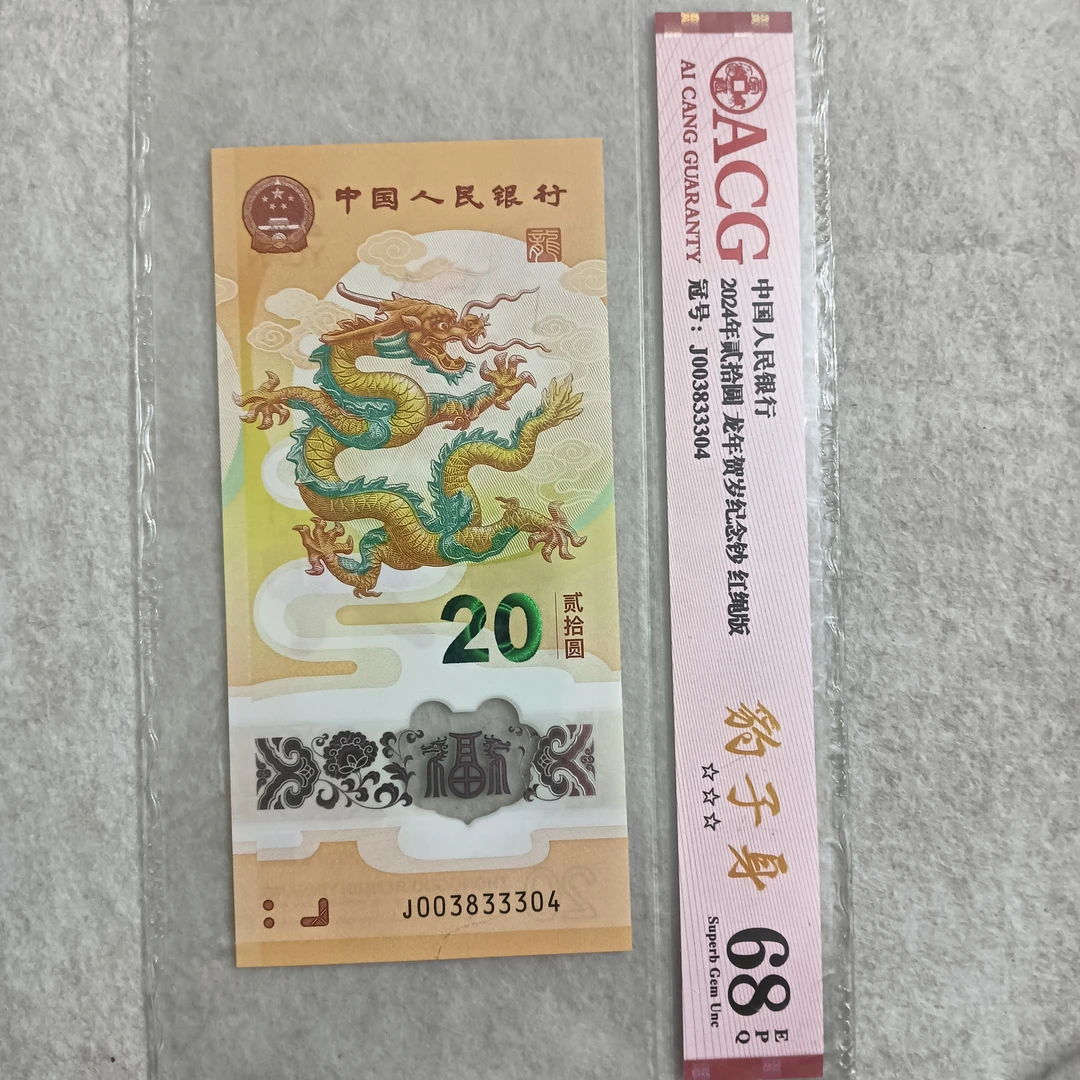 中国人民银行
龍
20
贰拾圆
福
J003833304
ACG
AI CANG GUARANTY
中国人民银行
2024年贰拾圆 龙年贺岁纪念钞 红绳版
冠号：J003833304
豹子身
☆☆☆
68
EPQ
Superb Gem Unc